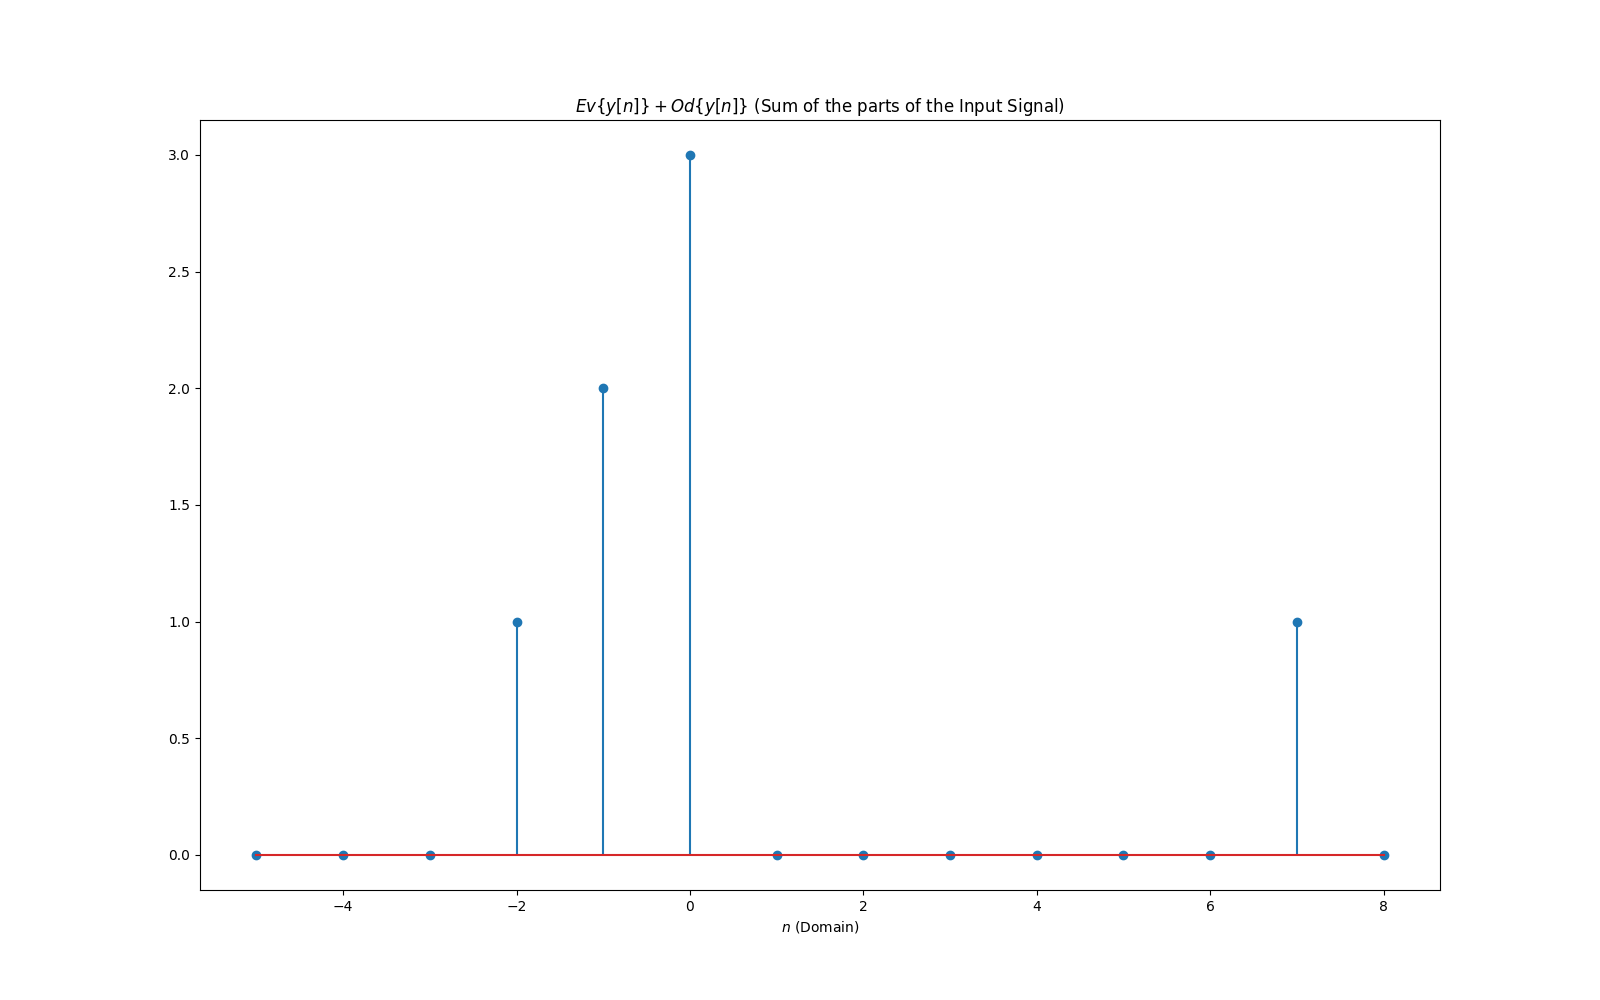 Ev{y[n]} + Od{y[n]} (Sum of the parts of the Input Signal)
3.0
2.5
2.0
1.5
1.0
0.5
0.0
−4 −2 0 2 4 6 8
n (Domain)